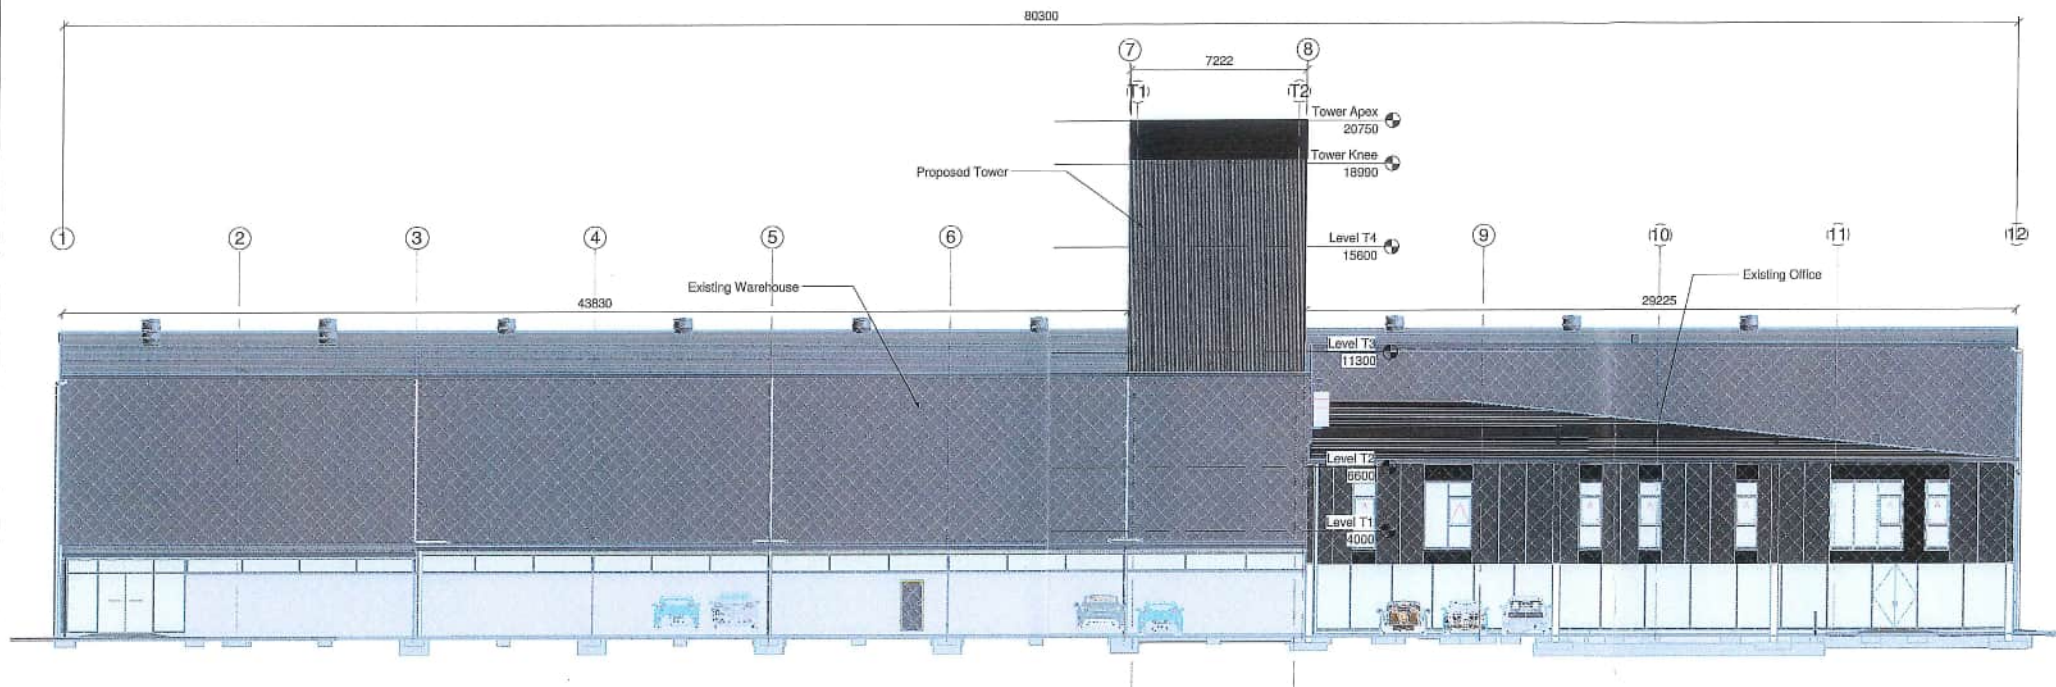 80300
7 8
7222
T1 T2
Tower Apex
20750
Tower Knee
18990
Proposed Tower
1 2 3 4 5 6 9 10 11 12
Level T4
15600
Existing Warehouse
Existing Office
43830
29225
Level T3
11300
Level T2
6600
Level T1
4000